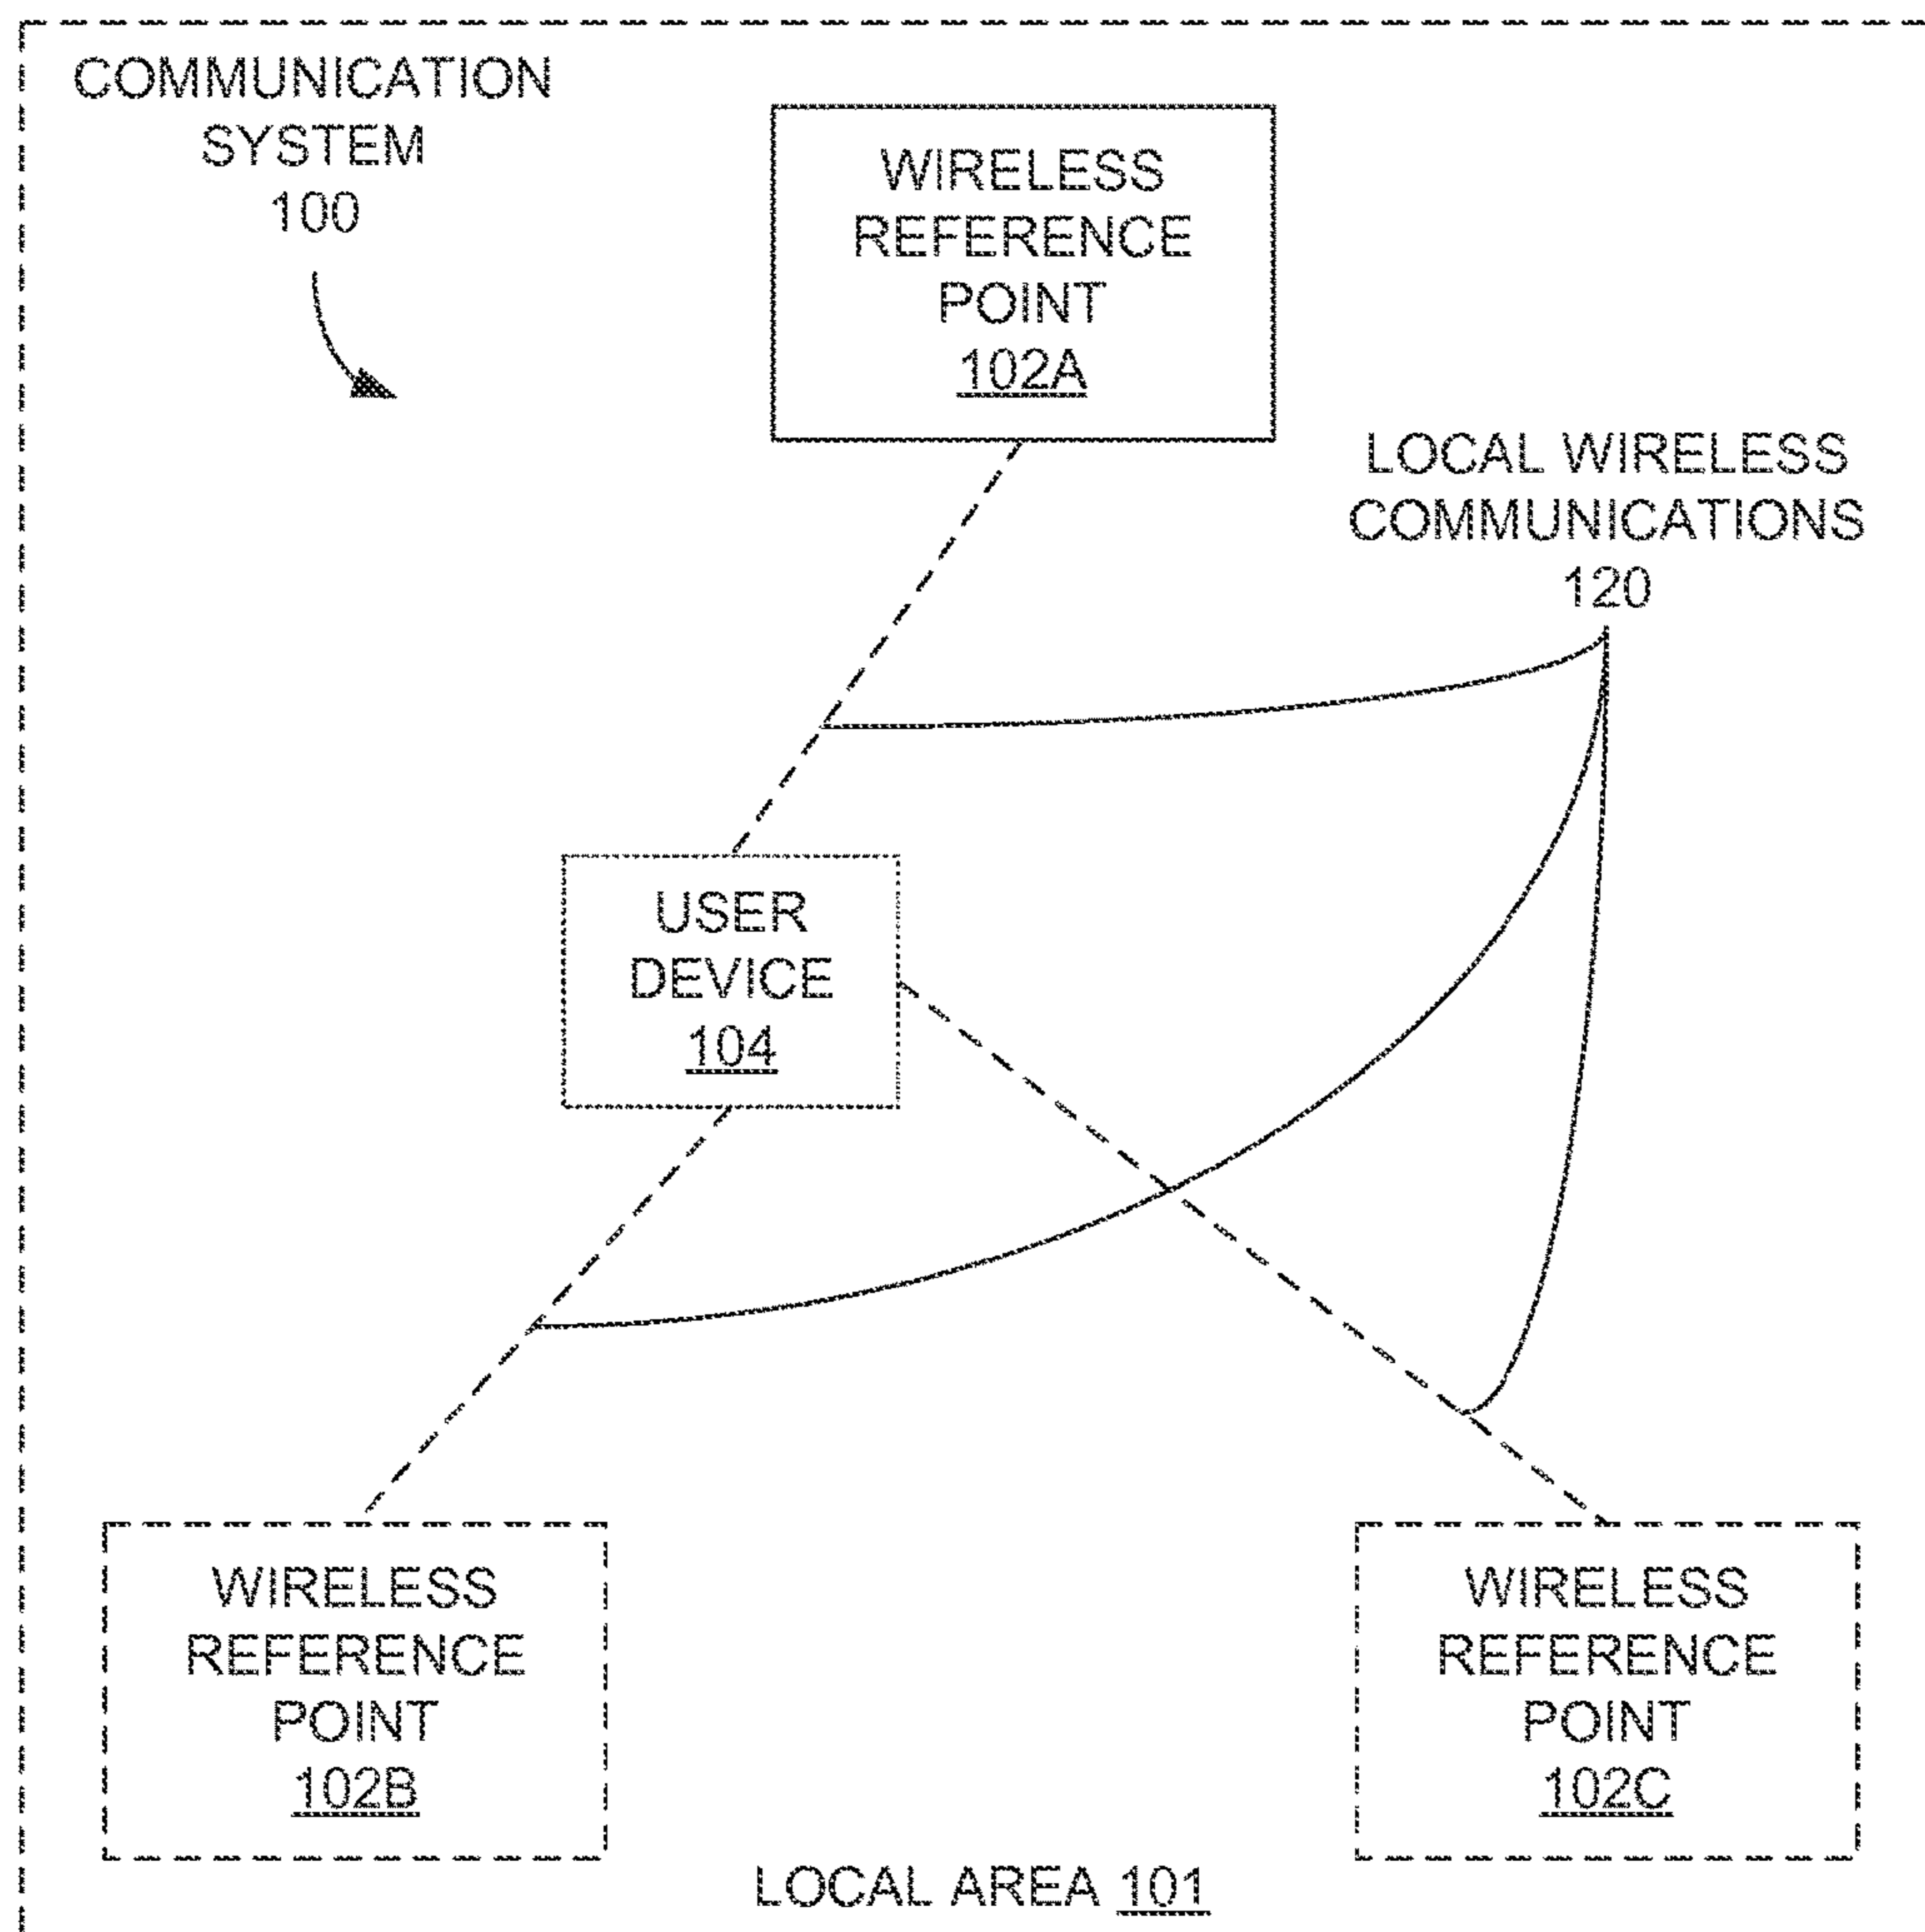 COMMUNICATION
SYSTEM
100
WIRELESS
REFERENCE
POINT
102A
LOCAL WIRELESS
COMMUNICATIONS
120
USER
DEVICE
104
WIRELESS
REFERENCE
POINT
102B
WIRELESS
REFERENCE
POINT
102C
LOCAL AREA 101